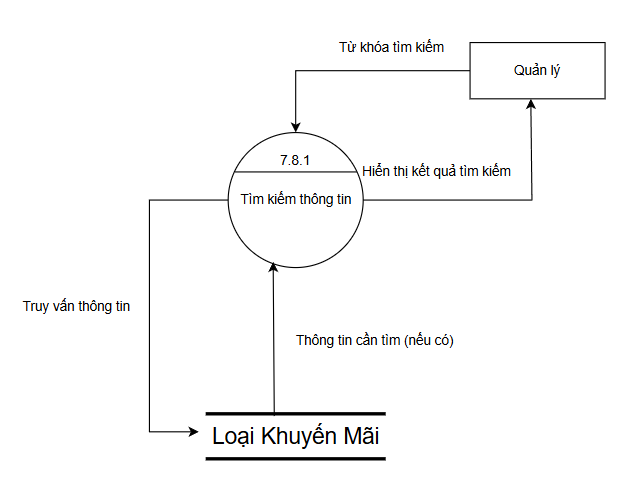 Từ khóa tìm kiếm
Quản lý
7.8.1
Hiển thị kết quả tìm kiếm
Tìm kiếm thông tin
Truy vấn thông tin
Thông tin cần tìm (nếu có)
Loại Khuyến Mãi